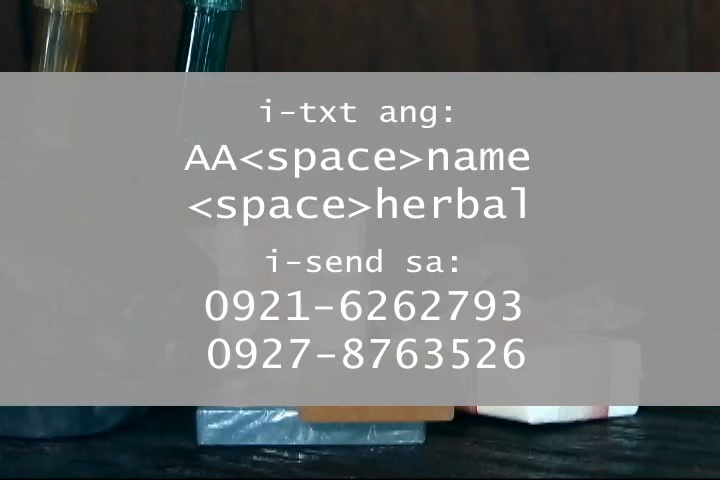 i-txt ang:
AA<space>name
<space>herbal
i-send sa:
0921-6262793
0927-8763526